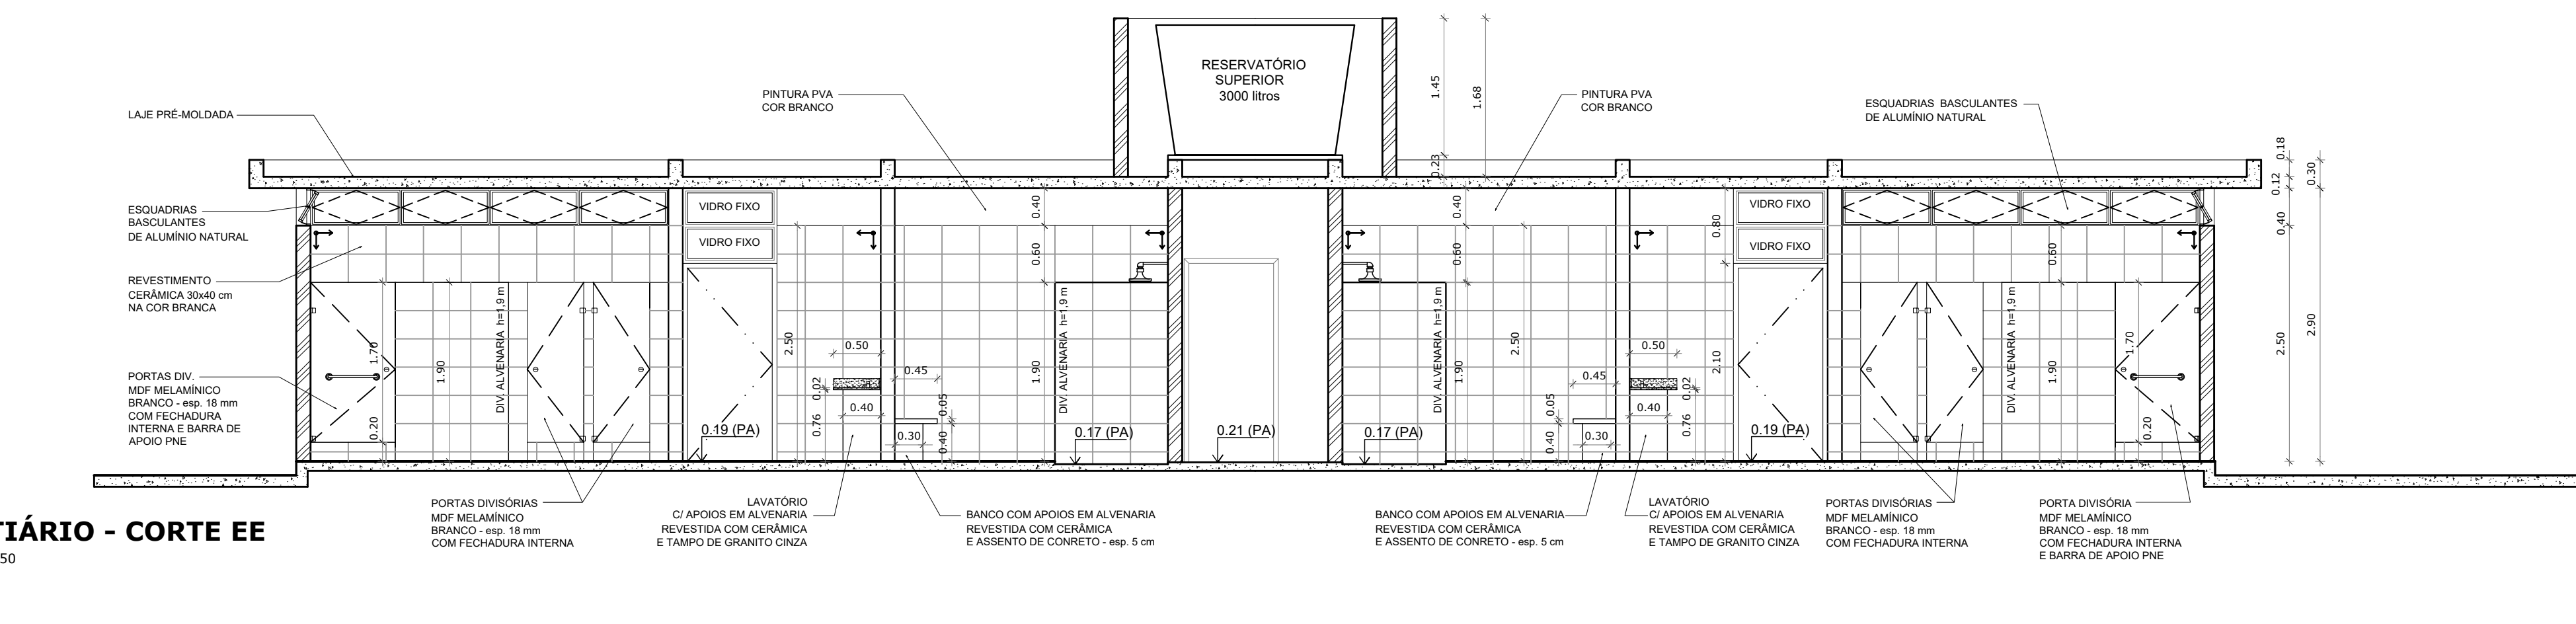 RESERVATÓRIO
SUPERIOR
3000 litros
1.45
1.68
0.23
LAJE PRÉ-MOLDADA
PINTURA PVA
COR BRANCO
PINTURA PVA
COR BRANCO
ESQUADRIAS BASCULANTES
DE ALUMÍNIO NATURAL
0.18
0.30
0.12
0.40
2.50
2.90
ESQUADRIAS
BASCULANTES
DE ALUMÍNIO NATURAL
REVESTIMENTO
CERÂMICA 30x40 cm
NA COR BRANCA
PORTAS DIV.
MDF MELAMÍNICO
BRANCO - esp. 18 mm
COM FECHADURA
INTERNA E BARRA DE
APOIO PNE
1.70
0.20
1.90
DIV. ALVENARIA h=1,9 m
VIDRO FIXO
VIDRO FIXO
0.19 (PA)
2.50
0.50
0.02
0.40
0.76
0.45
0.05
0.30
0.40
0.40
0.60
1.90
DIV. ALVENARIA h=1,9 m
0.17 (PA)
0.21 (PA)
0.17 (PA)
DIV. ALVENARIA h=1,9 m
0.40
0.60
1.90
2.50
0.45
0.05
0.30
0.40
0.50
0.02
0.40
0.76
0.80
2.10
VIDRO FIXO
VIDRO FIXO
0.19 (PA)
DIV. ALVENARIA h=1,9 m
0.60
1.90
1.70
0.20
PORTAS DIVISÓRIAS
MDF MELAMÍNICO
BRANCO - esp. 18 mm
COM FECHADURA INTERNA
LAVATÓRIO
C/ APOIOS EM ALVENARIA
REVESTIDA COM CERÂMICA
E TAMPO DE GRANITO CINZA
BANCO COM APOIOS EM ALVENARIA
REVESTIDA COM CERÂMICA
E ASSENTO DE CONRETO - esp. 5 cm
BANCO COM APOIOS EM ALVENARIA
REVESTIDA COM CERÂMICA
E ASSENTO DE CONRETO - esp. 5 cm
LAVATÓRIO
C/ APOIOS EM ALVENARIA
REVESTIDA COM CERÂMICA
E TAMPO DE GRANITO CINZA
PORTAS DIVISÓRIAS
MDF MELAMÍNICO
BRANCO - esp. 18 mm
COM FECHADURA INTERNA
PORTA DIVISÓRIA
MDF MELAMÍNICO
BRANCO - esp. 18 mm
COM FECHADURA INTERNA
E BARRA DE APOIO PNE
TIÁRIO - CORTE EE
50